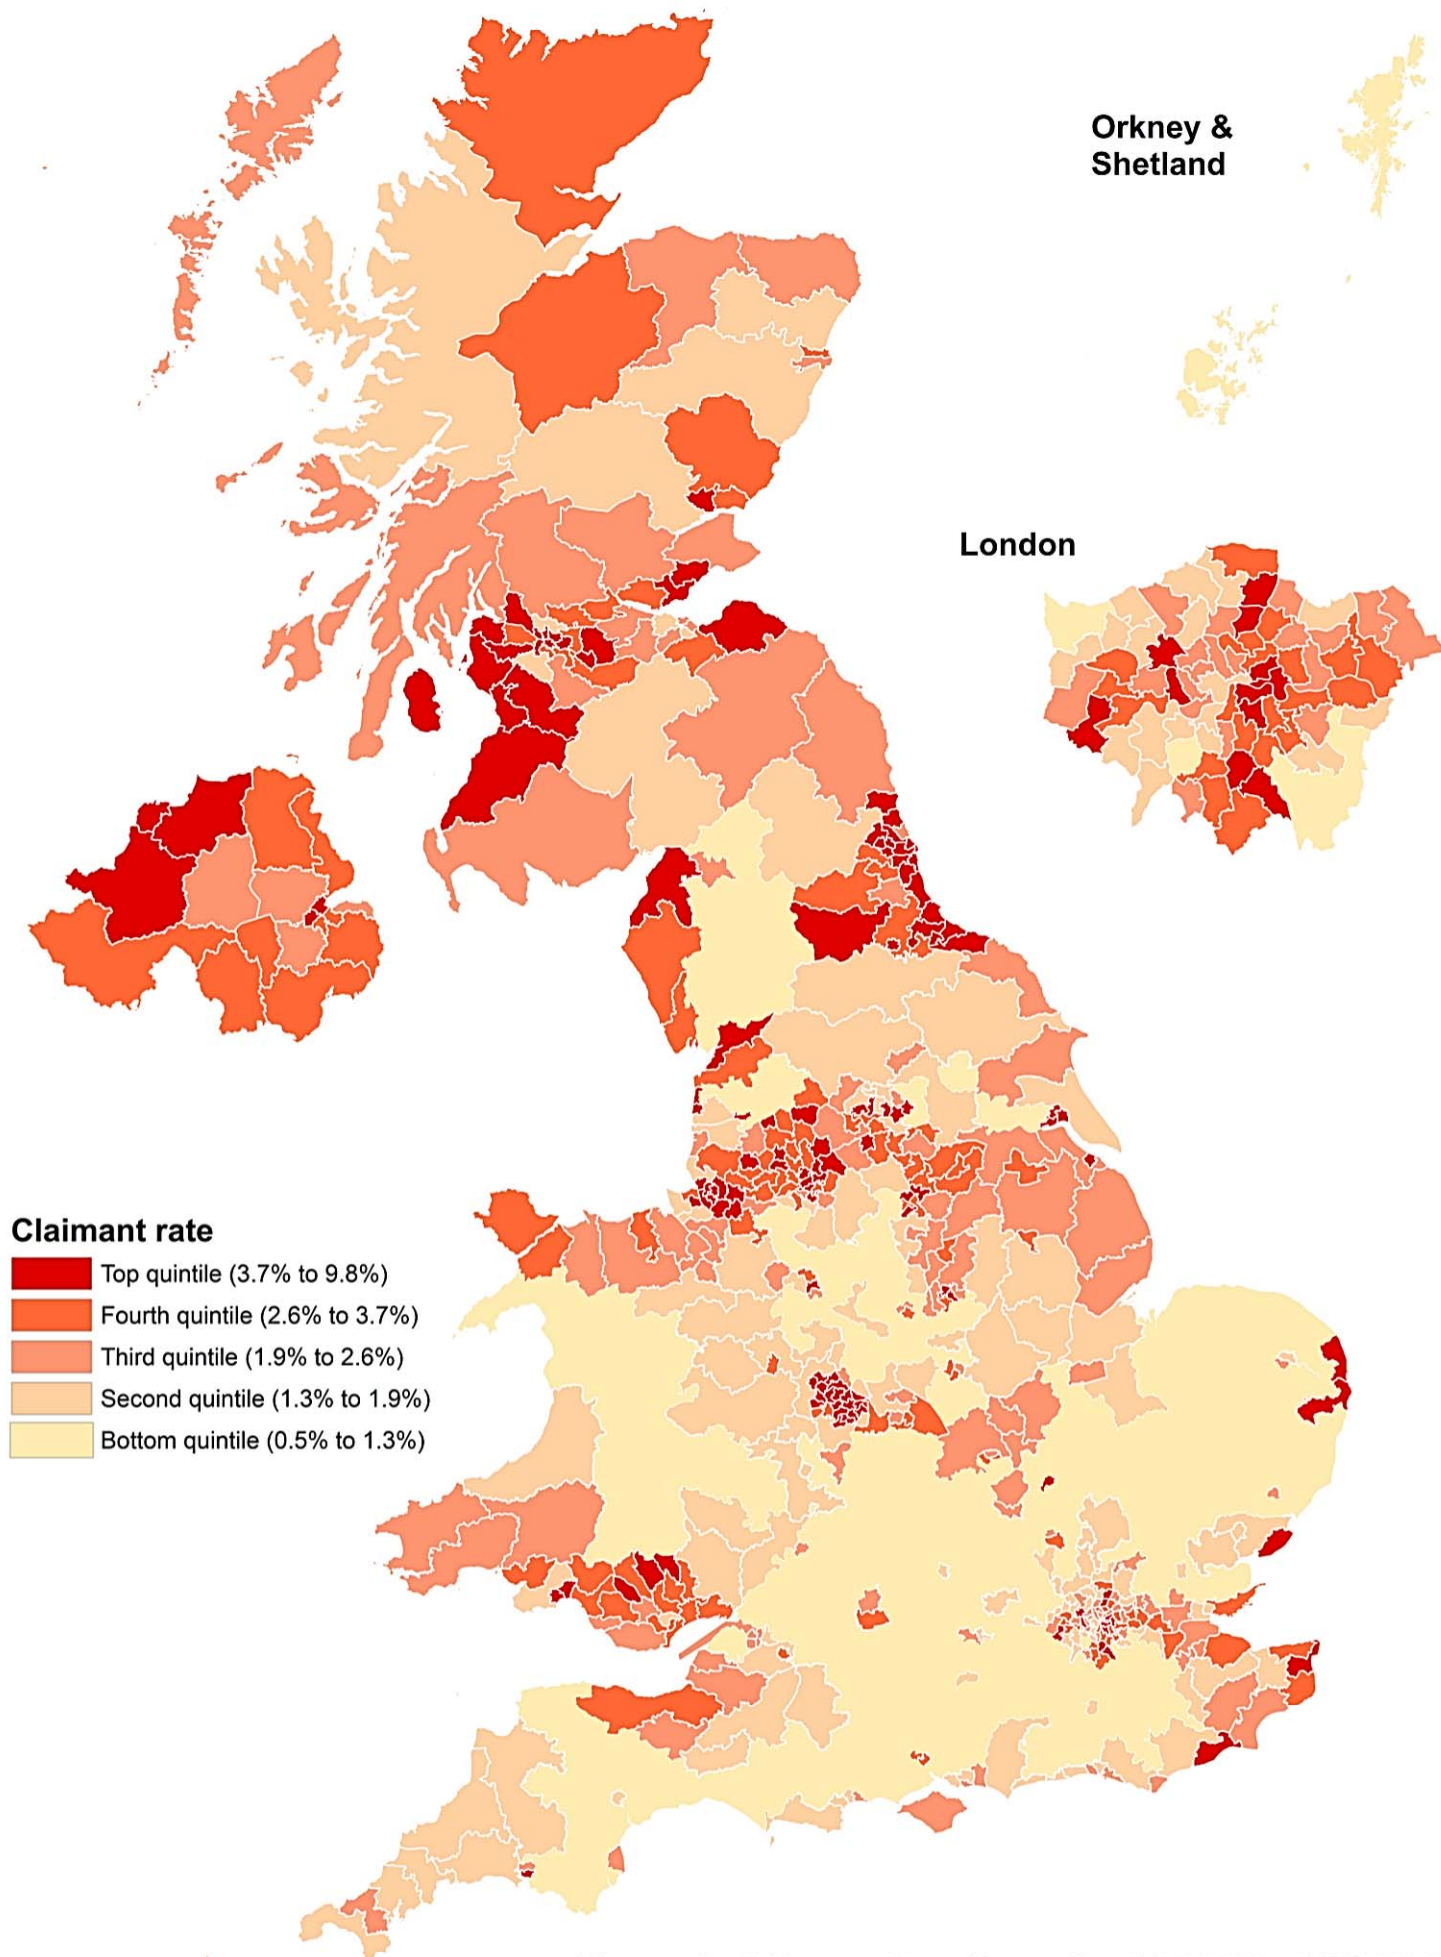 Orkney &
Shetland
London
Claimant rate
Top quintile (3.7% to 9.8%)
Fourth quintile (2.6% to 3.7%)
Third quintile (1.9% to 2.6%)
Second quintile (1.3% to 1.9%)
Bottom quintile (0.5% to 1.3%)